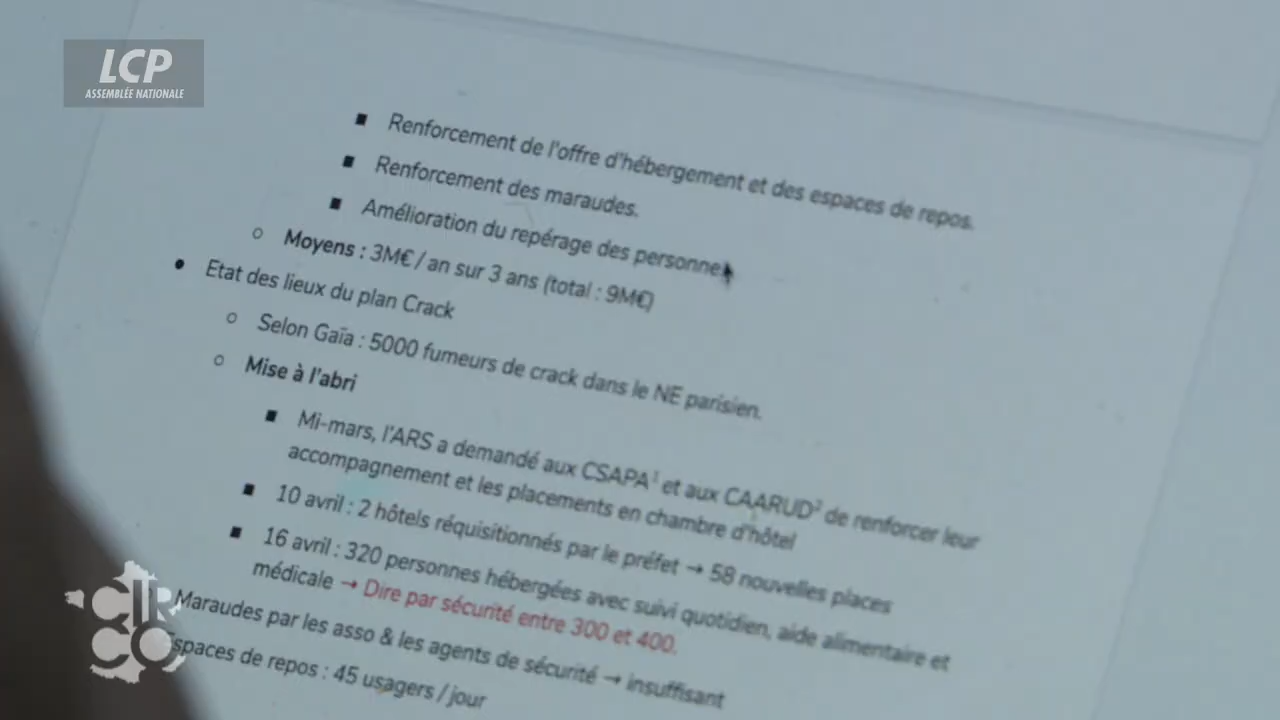 LCP
ASSEMBLÉE NATIONALE
▪ Renforcement de l'offre d'hébergement et des espaces de repos.
▪ Renforcement des maraudes.
▪ Amélioration du repérage des personne
○ Moyens : 3M€ / an sur 3 ans (total : 9M€)
● Etat des lieux du plan Crack
○ Selon Gaïa : 5000 fumeurs de crack dans le NE parisien.
○ Mise à l'abri
▪ Mi-mars, l'ARS a demandé aux CSAPA¹ et aux CAARUD² de renforcer leur
accompagnement et les placements en chambre d'hôtel
▪ 10 avril : 2 hôtels réquisitionnés par le préfet → 58 nouvelles places
▪ 16 avril : 320 personnes hébergées avec suivi quotidien, aide alimentaire et
médicale → Dire par sécurité entre 300 et 400.
Maraudes par les asso & les agents de sécurité → insuffisant
Espaces de repos : 45 usagers / jour
CIR
CO